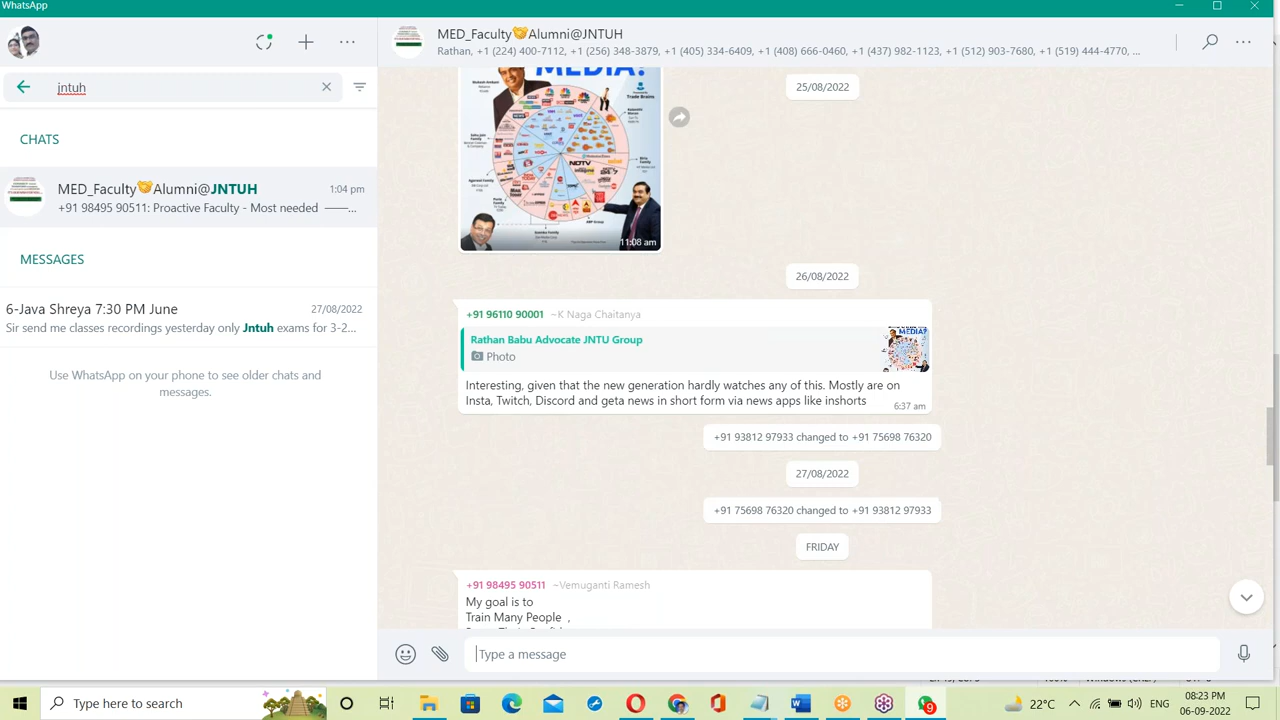 WhatsApp
MED_Faculty🤝Alumni@JNTUH
Rathan, +1 (224) 400-7112, +1 (256) 348-3879, +1 (405) 334-6409, +1 (408) 666-0400, +1 (437) 982-1123, +1 (512) 903-7680, +1 (519) 444-4770, ...
CHATS
MED_Faculty🤝Alumni@JNTUH
1:04 pm
+91 98495 90511: Proactive Faculty - Most needed
MESSAGES
6-Java Shreya 7:30 PM June
27/08/2022
Sir send me classes recordings yesterday only Jntuh exams for 3-2...
Use WhatsApp on your phone to see older chats and
messages.
25/08/2022
MEDIA?
NDTV
11:08 am
26/08/2022
+91 96110 90001 ~K Naga Chaitanya
Rathan Babu Advocate JNTU Group
Photo
Interesting, given that the new generation hardly watches any of this. Mostly are on
Insta, Twitch, Discord and geta news in short form via news apps like inshorts
6:37 am
+91 93812 97933 changed to +91 75698 76320
27/08/2022
+91 75698 76320 changed to +91 93812 97933
FRIDAY
+91 98495 90511 ~Vemuganti Ramesh
My goal is to
Train Many People ,
Type a message
Type here to search
9
22°C
ENG
08:23 PM
06-09-2022